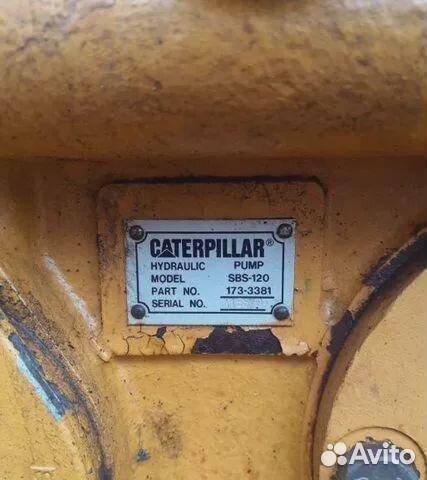 CATERPILLAR®
HYDRAULIC PUMP
MODEL SBS-120
PART NO. 173-3381
SERIAL NO.
Avito